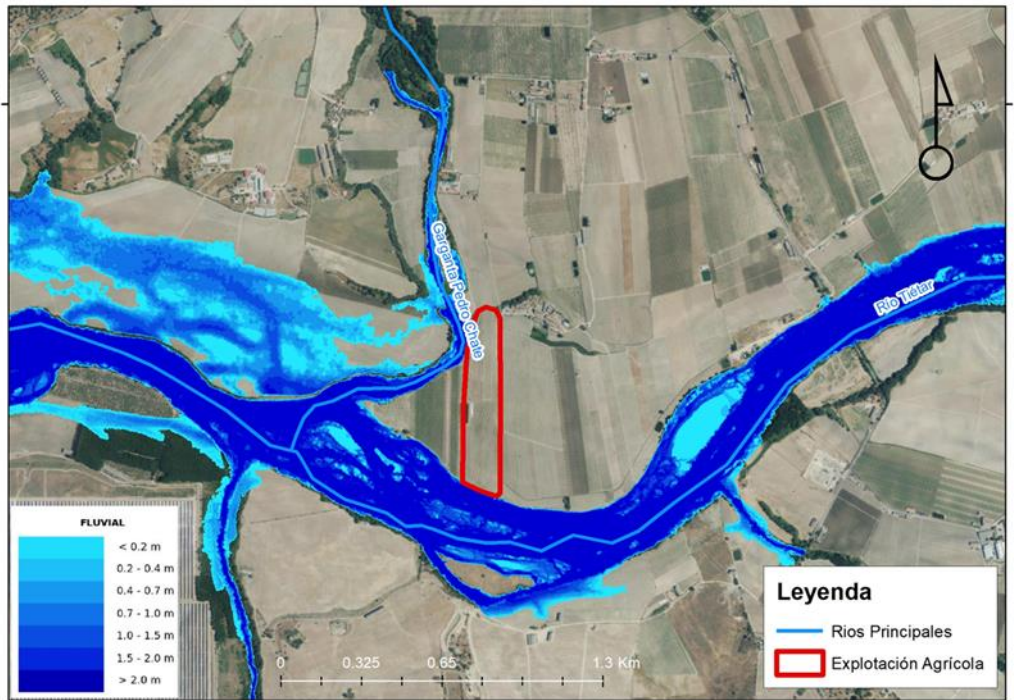 Garganta Pedro Chate
Río Tiétar
FLUVIAL
< 0.2 m
0.2 - 0.4 m
0.4 - 0.7 m
0.7 - 1.0 m
1.0 - 1.5 m
1.5 - 2.0 m
> 2.0 m
0 0.325 0.65 1.3 Km
Leyenda
Rios Principales
Explotación Agrícola